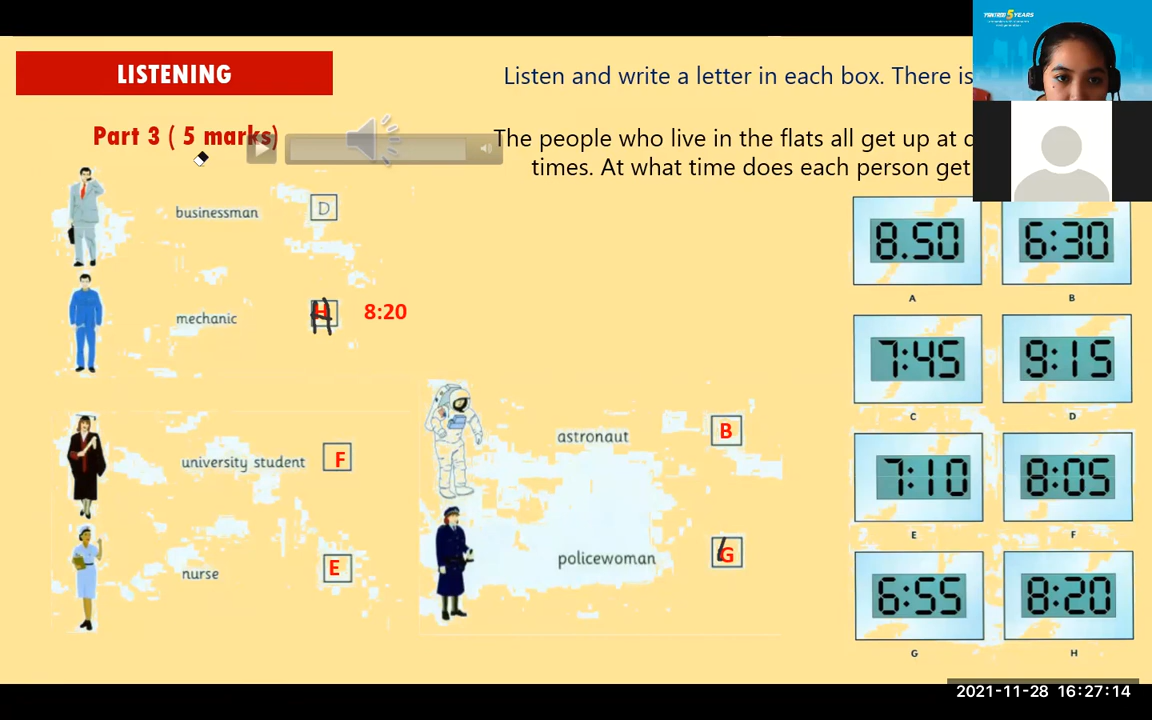 LISTENING
Listen and write a letter in each box. There is
5 YEARS
Part 3 ( 5 marks)
The people who live in the flats all get up at
times. At what time does each person get
businessman
D
mechanic
H
8:20
university student
F
nurse
E
astronaut
B
policewoman
G
8.50
6:30
A
B
7:45
9:15
C
D
7:10
8:05
E
F
6:55
8:20
G
H
2021-11-28 16:27:14